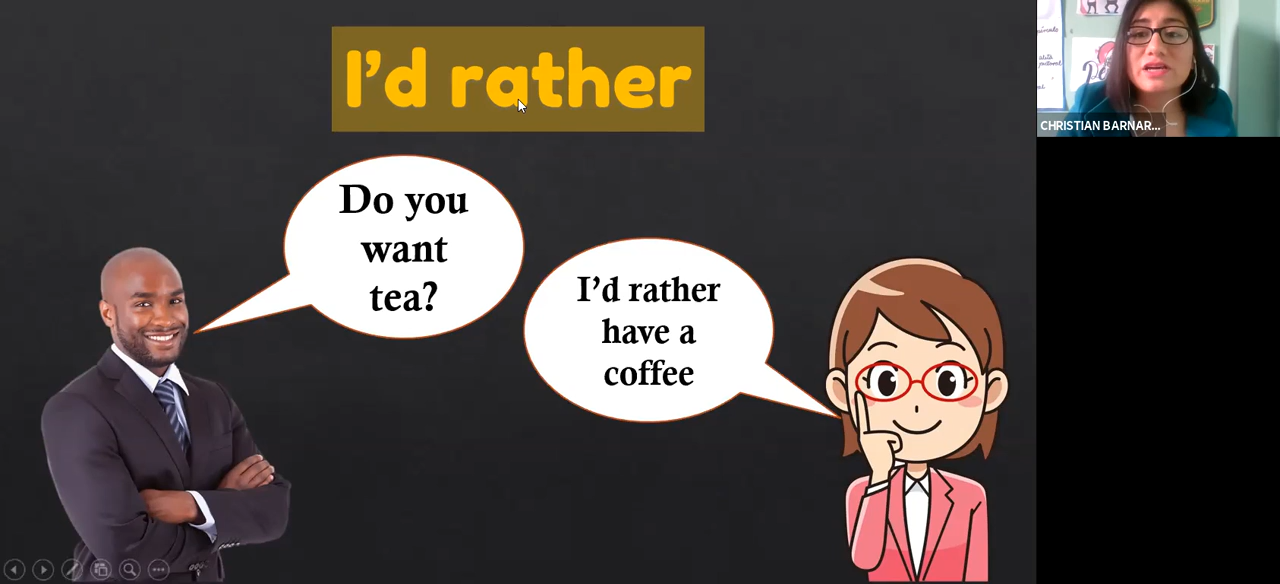 I'd rather
Do you
want
tea?
I'd rather
have a
coffee
CHRISTIAN BARNAR...